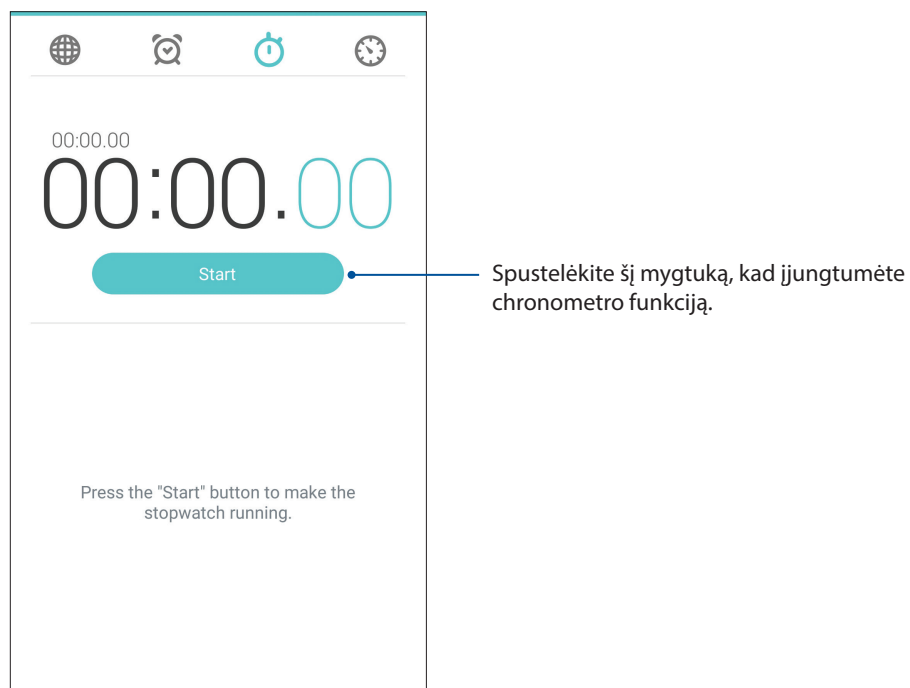 00:00.00
00:00.00
Start
Spustelėkite šį mygtuką, kad įjungtumėte
chronometro funkciją.
Press the "Start" button to make the
stopwatch running.